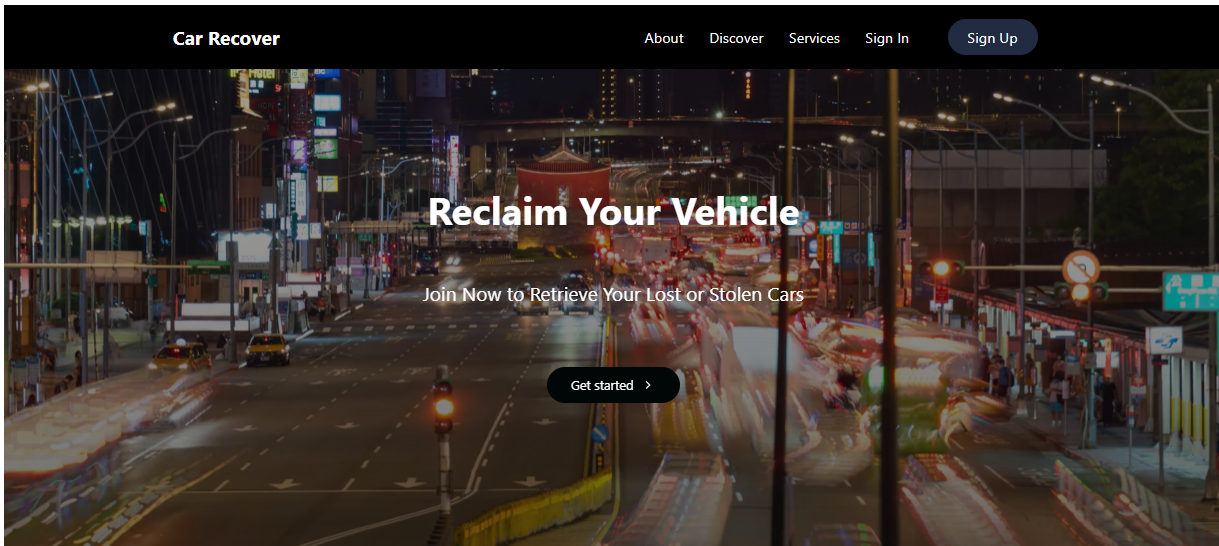 Car Recover
About
Discover
Services
Sign In
Sign Up
Hotel
Reclaim Your Vehicle
Join Now to Retrieve Your Lost or Stolen Cars
Get started